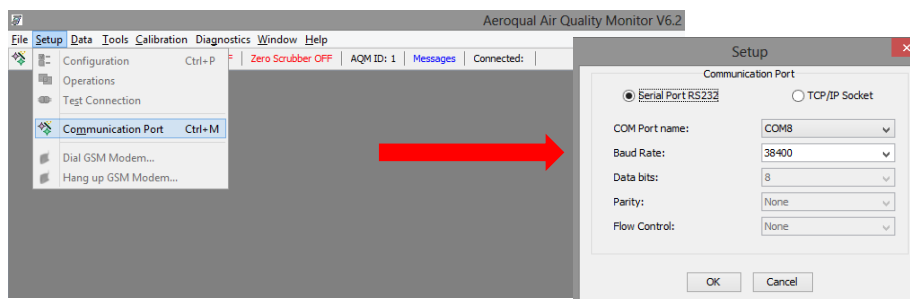 Aeroqual Air Quality Monitor V6.2
File Setup Data Tools Calibration Diagnostics Window Help
Zero Scrubber OFF AQM ID: 1 Messages Connected:
Configuration Ctrl+P
Operations
Test Connection
Communication Port Ctrl+M
Dial GSM Modem...
Hang up GSM Modem...
Setup
Communication Port
Serial Port RS232 TCP/IP Socket
COM Port name: COM8
Baud Rate: 38400
Data bits: 8
Parity: None
Flow Control: None
OK Cancel